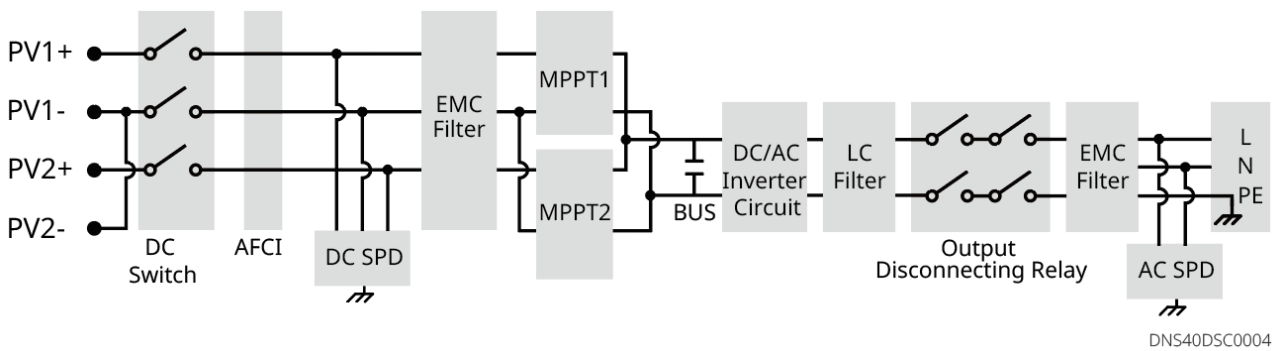 PV1+
PV1-
PV2+
PV2-
DC
Switch
AFCI
DC SPD
EMC
Filter
MPPT1
MPPT2
BUS
DC/AC
Inverter
Circuit
LC
Filter
Output
Disconnecting Relay
EMC
Filter
L
N
PE
AC SPD
DNS40DSC0004